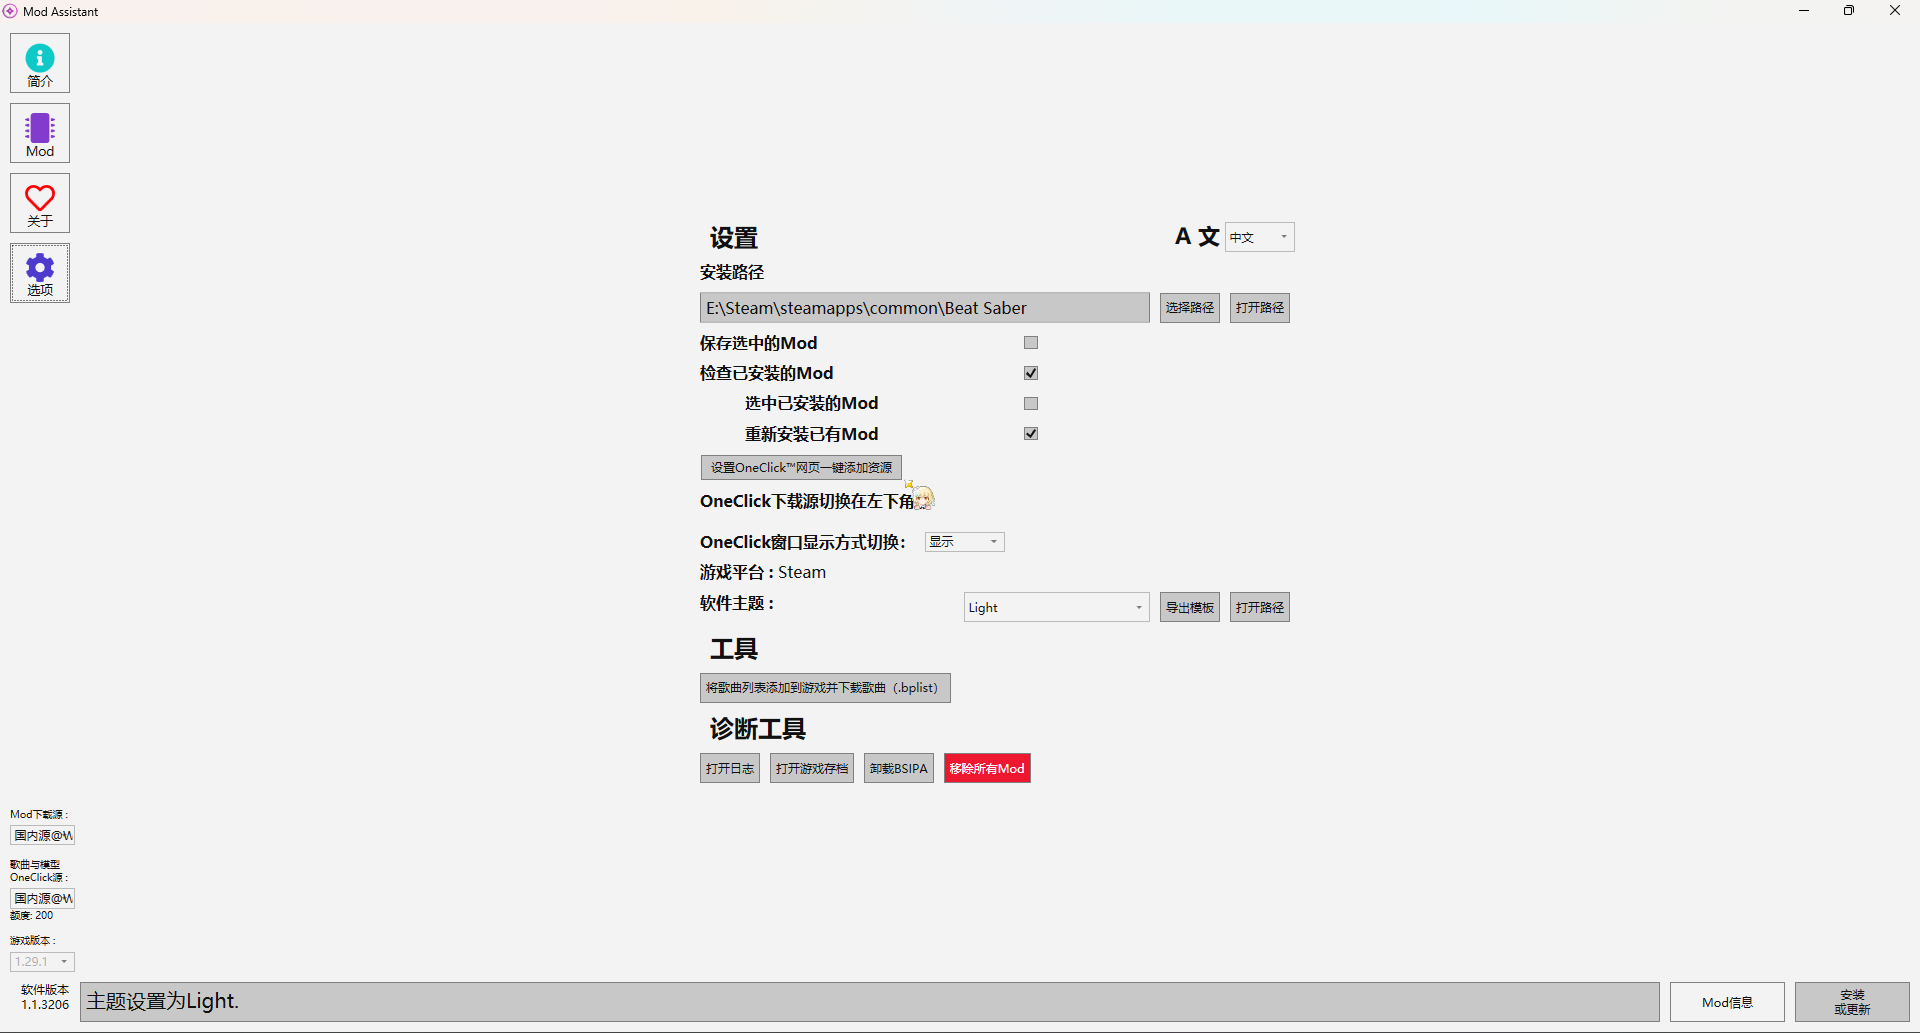 Mod Assistant
简介
Mod
关于
选项
设置
A 文
中文
安装路径
E:\Steam\steamapps\common\Beat Saber
选择路径
打开路径
保存选中的Mod
检查已安装的Mod
选中已安装的Mod
重新安装已有Mod
设置OneClick™网页一键添加资源
OneClick下载源切换在左下角
OneClick窗口显示方式切换：
显示
游戏平台 : Steam
软件主题 :
Light
导出模板
打开路径
工具
将歌曲列表添加到游戏并下载歌曲（.bplist）
诊断工具
打开日志
打开游戏存档
卸载BSIPA
移除所有Mod
Mod下载源 :
国内源@W
歌曲与模型
OneClick源 :
国内源@W
额度: 200
游戏版本 :
1.29.1
软件版本
1.1.3206
主题设置为Light.
Mod信息
安装
或更新